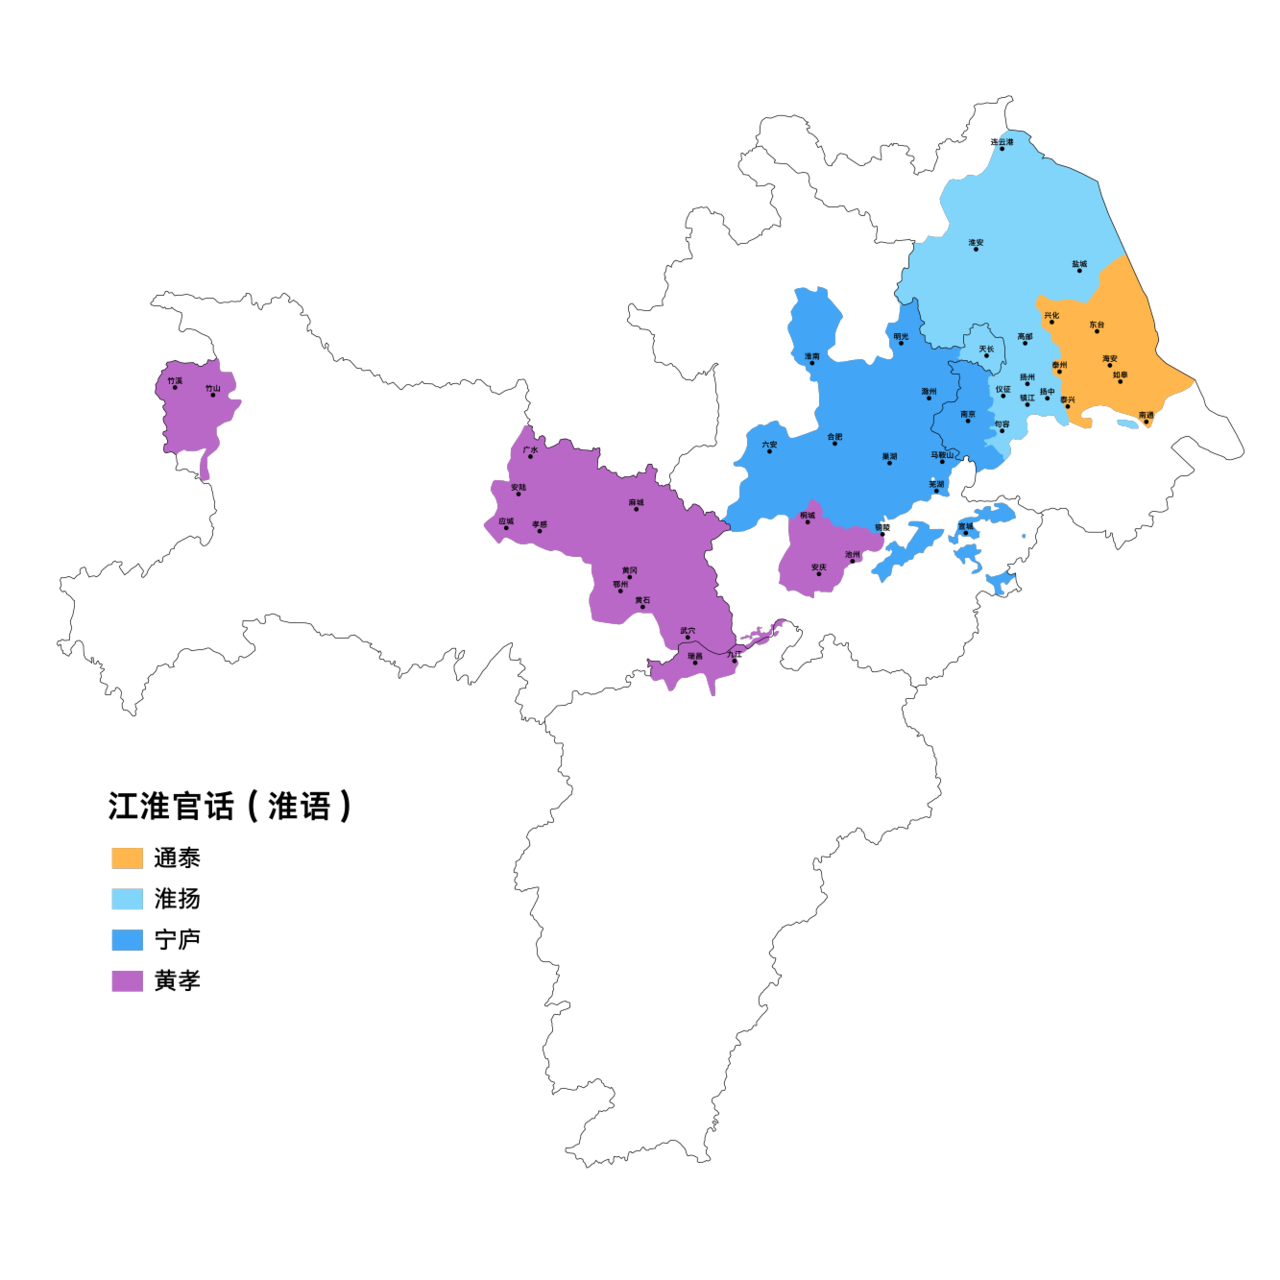 连云港
淮安
盐城
兴化
东台
明光
高邮
天长
淮南
海安
泰州
如皋
扬州
竹溪
竹山
滁州
仪征
扬中
镇江
泰兴
南京
南通
句容
合肥
六安
广水
巢湖
马鞍山
芜湖
安陆
麻城
桐城
应城
孝感
铜陵
宣城
池州
安庆
黄冈
鄂州
黄石
武穴
瑞昌
九江
江淮官话（淮语）
通泰
淮扬
宁庐
黄孝